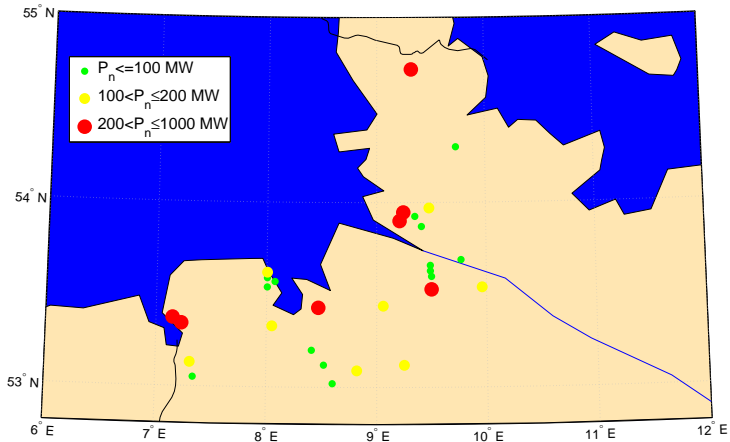 55° N
P_n<=100 MW
100<P_n≤200 MW
200<P_n≤1000 MW
54° N
53° N
6° E 7° E 8° E 9° E 10° E 11° E 12° E